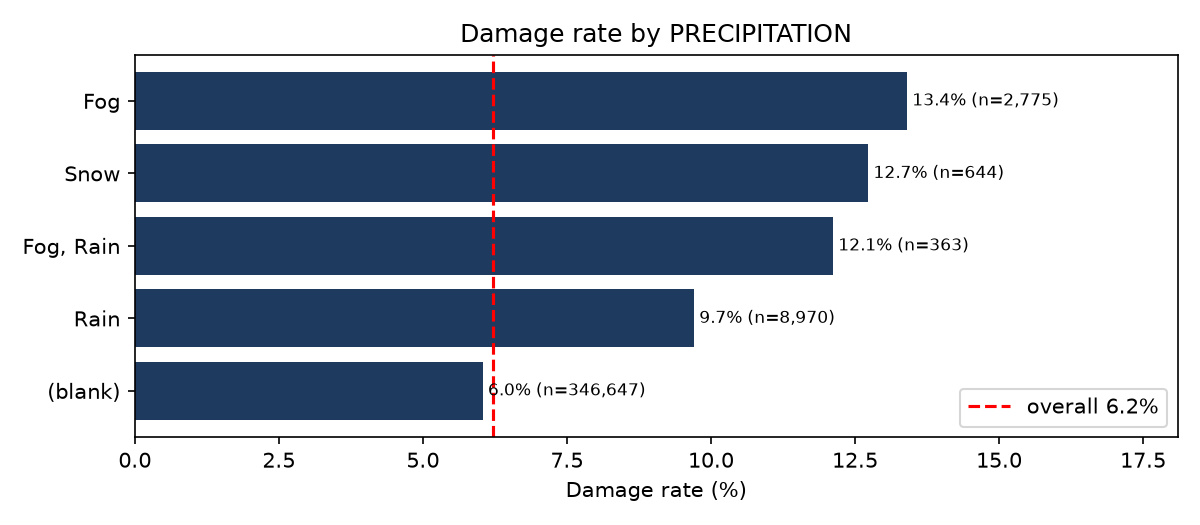 Damage rate by PRECIPITATION
Fog
13.4% (n=2,775)
Snow
12.7% (n=644)
Fog, Rain
12.1% (n=363)
Rain
9.7% (n=8,970)
(blank)
6.0% (n=346,647)
overall 6.2%
0.0 2.5 5.0 7.5 10.0 12.5 15.0 17.5
Damage rate (%)